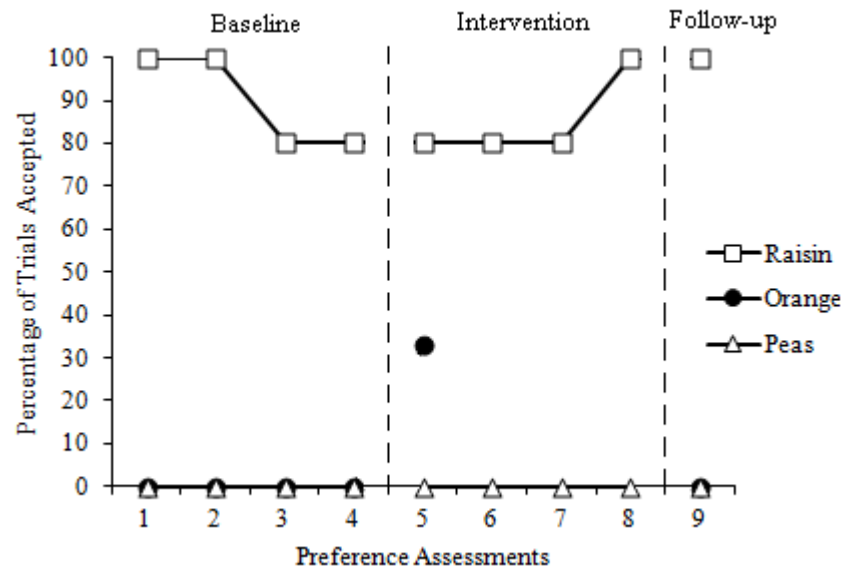 Baseline
Intervention
Follow-up
100
90
80
70
60
50
40
30
20
10
0
Percentage of Trials Accepted
1 2 3 4 5 6 7 8 9
Preference Assessments
Raisin
Orange
Peas